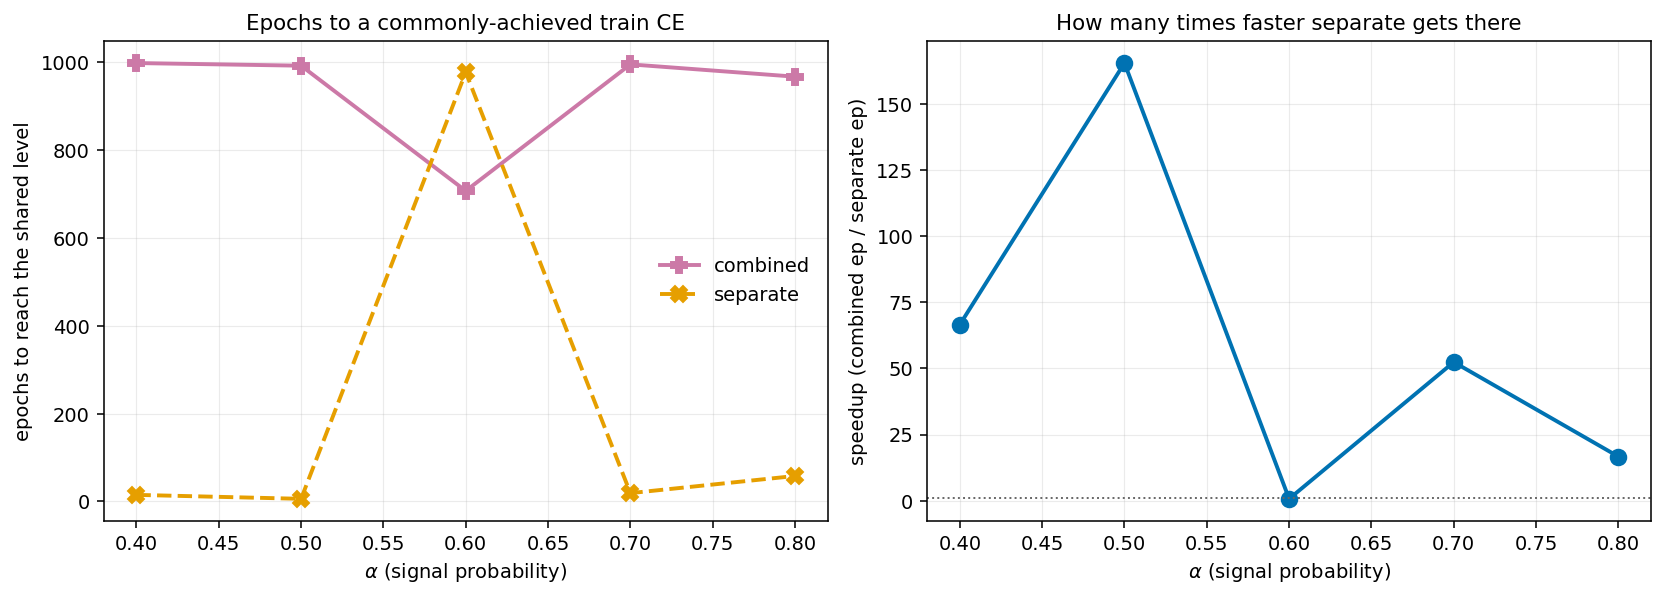 Epochs to a commonly-achieved train CE
epochs to reach the shared level
1000
800
600
400
200
0
combined
separate
0.40 0.45 0.50 0.55 0.60 0.65 0.70 0.75 0.80
α (signal probability)
How many times faster separate gets there
speedup (combined ep / separate ep)
150
125
100
75
50
25
0
0.40 0.45 0.50 0.55 0.60 0.65 0.70 0.75 0.80
α (signal probability)